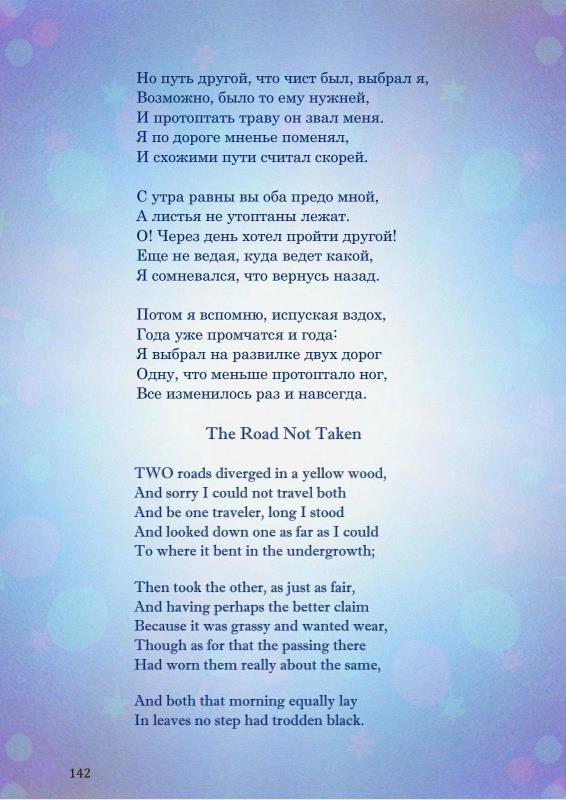 Но путь другой, что чист был, выбрал я,
Возможно, было то ему нужней,
И протоптать траву он звал меня.
Я по дороге мненье поменял,
И схожими пути считал скорей.
С утра равны вы оба предо мной,
А листья не утоптаны лежат.
О! Через день хотел пройти другой!
Еще не ведая, куда ведет какой,
Я сомневался, что вернусь назад.
Потом я вспомню, испуская вздох,
Года уже промчатся и года:
Я выбрал на развилке двух дорог
Одну, что меньше протоптало ног,
Все изменилось раз и навсегда.
The Road Not Taken
TWO roads diverged in a yellow wood,
And sorry I could not travel both
And be one traveler, long I stood
And looked down one as far as I could
To where it bent in the undergrowth;
Then took the other, as just as fair,
And having perhaps the better claim
Because it was grassy and wanted wear,
Though as for that the passing there
Had worn them really about the same,
And both that morning equally lay
In leaves no step had trodden black.
142